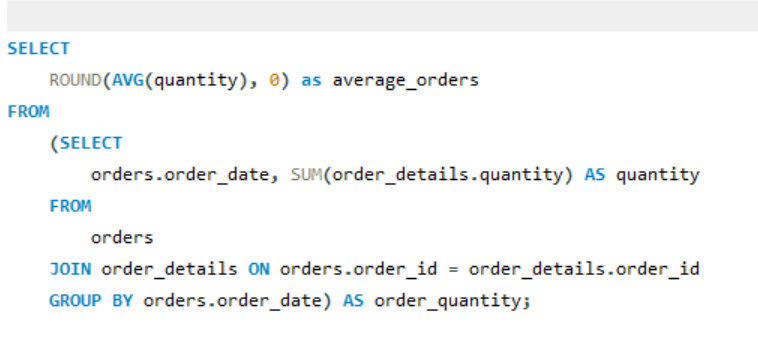 SELECT
    ROUND(AVG(quantity), 0) as average_orders
FROM
    (SELECT
        orders.order_date, SUM(order_details.quantity) AS quantity
    FROM
        orders
    JOIN order_details ON orders.order_id = order_details.order_id
    GROUP BY orders.order_date) AS order_quantity;